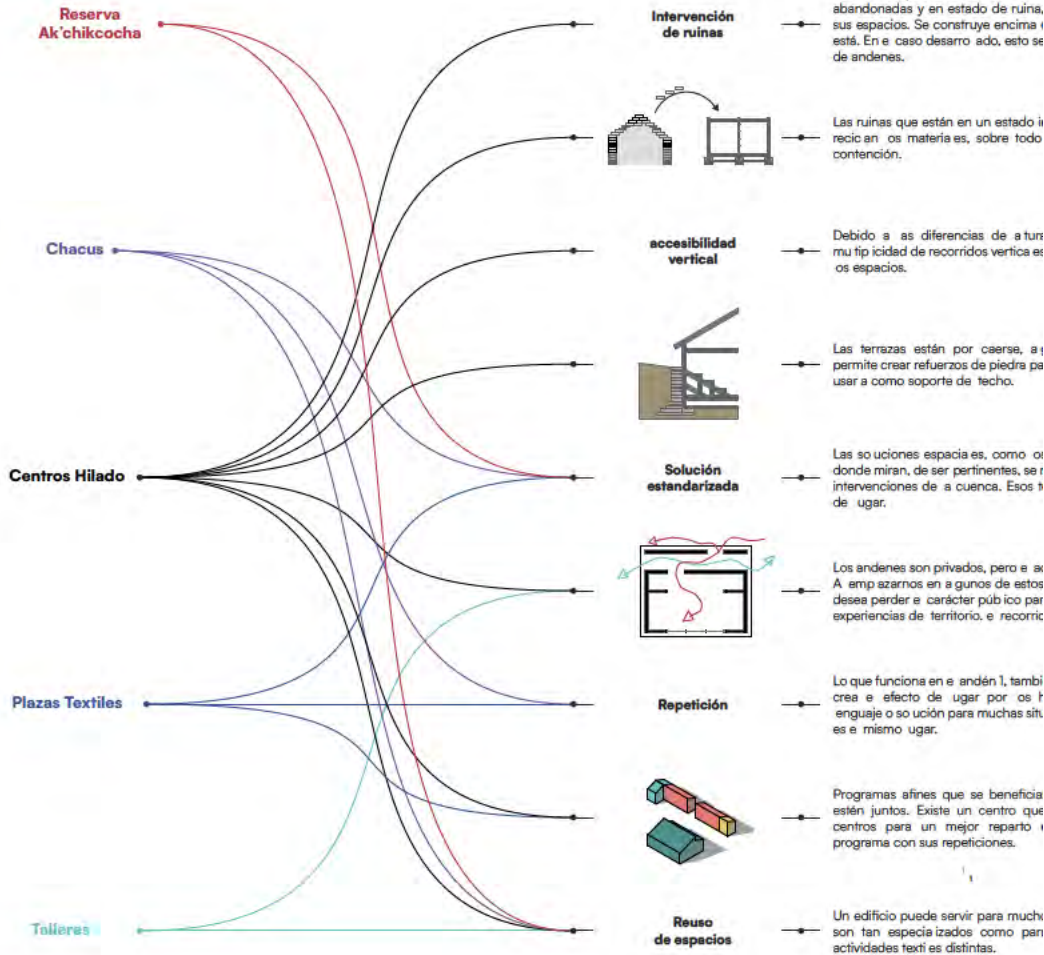 Reserva
Ak'chikcocha
Chacus
Centros Hilado
Plazas Textiles
Talleres
Intervención
de ruinas
abandonadas y en estado de ruina,
sus espacios. Se construye encima
está. En e caso desarro ado, esto se
de andenes.
Las ruinas que están en un estado
recic an os materia es, sobre todo
contención.
accesibilidad
vertical
Debido a as diferencias de a tura
mu tip icidad de recorridos vertica es
os espacios.
Las terrazas están por caerse, a g
permite crear refuerzos de piedra pa
usar a como soporte de techo.
Solución
estandarizada
Las so uciones espacia es, como os
donde miran, de ser pertinentes, se
intervenciones de a cuenca. Esos
de ugar.
Los andenes son privados, pero e
A emp azarnos en a gunos de estos
desea perder e carácter púb ico par
experiencias de territorio, e recorri
Repetición
Lo que funciona en e andén 1, tambi
crea e efecto de ugar por os
enguaje o so ución para muchas situ
es e mismo ugar.
Programas afines que se beneficia
estén juntos. Existe un centro que
centros para un mejor reparto
programa con sus repeticiones.
Reuso
de espacios
Un edificio puede servir para mucho
son tan especia izados como par
actividades texti es distintas.